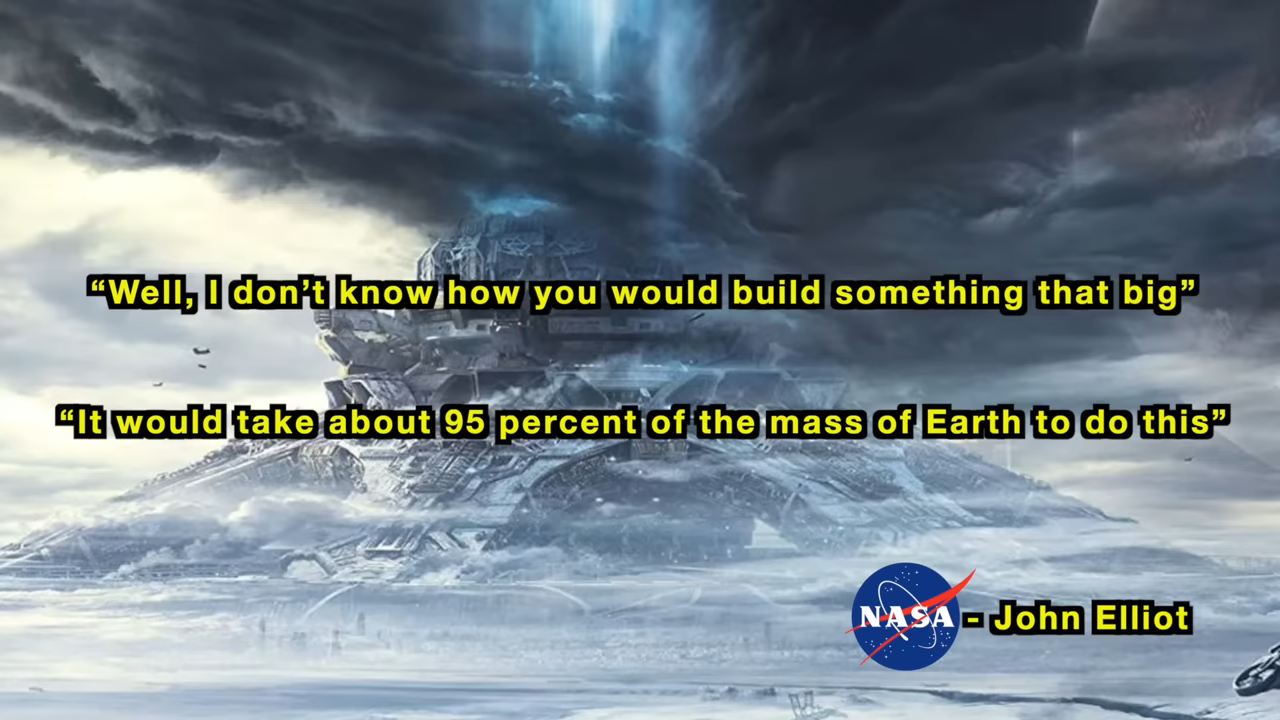 “Well, I don’t know how you would build something that big”
“It would take about 95 percent of the mass of Earth to do this”
NASA - John Elliot